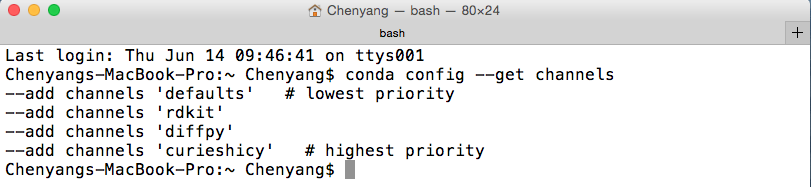 Chenyang — bash — 80×24
bash
+
Last login: Thu Jun 14 09:46:41 on ttys001
Chenyangs-MacBook-Pro:~ Chenyang$ conda config --get channels
--add channels 'defaults'   # lowest priority
--add channels 'rdkit'
--add channels 'diffpy'
--add channels 'curieshicy'   # highest priority
Chenyangs-MacBook-Pro:~ Chenyang$